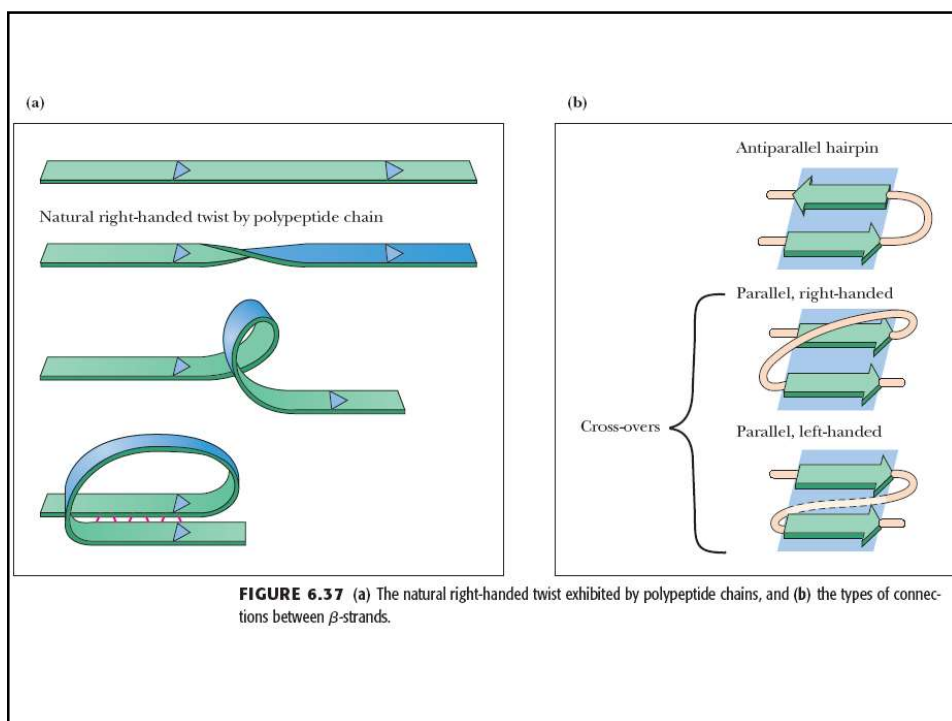 (a)
Natural right-handed twist by polypeptide chain
(b)
Antiparallel hairpin
Parallel, right-handed
Cross-overs
Parallel, left-handed
FIGURE 6.37 (a) The natural right-handed twist exhibited by polypeptide chains, and (b) the types of connec-
tions between β-strands.